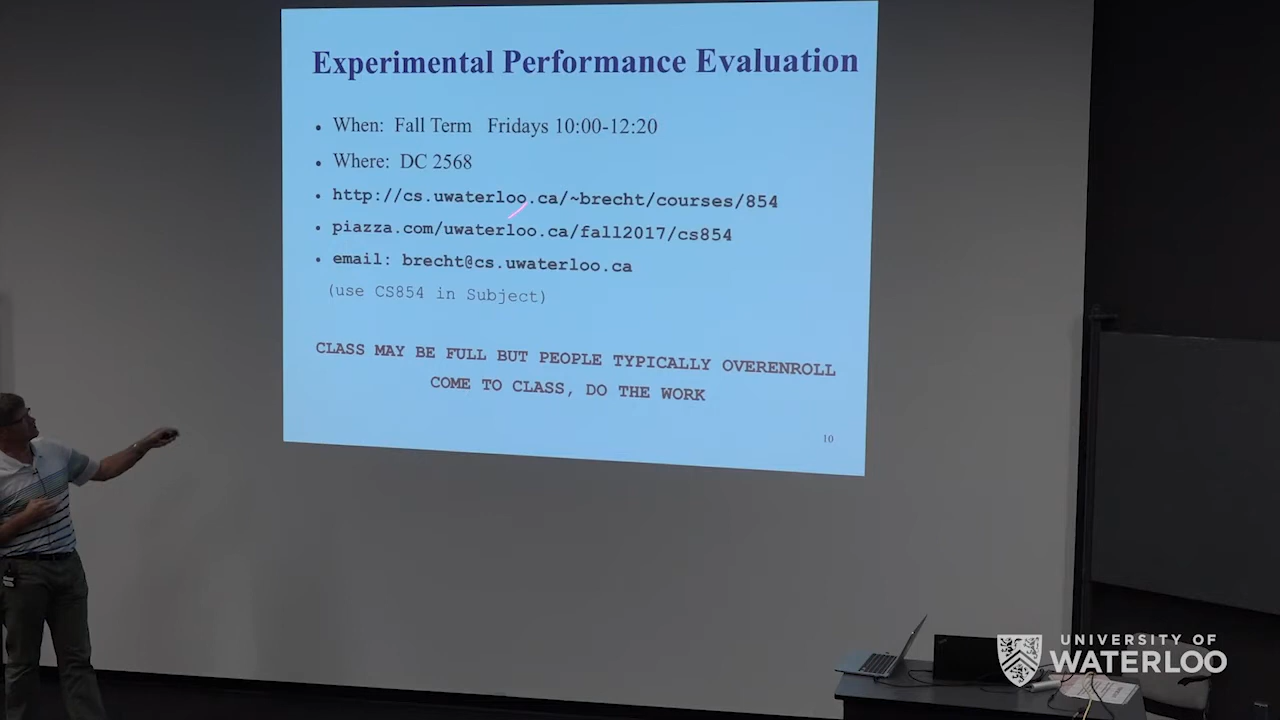 Experimental Performance Evaluation
• When: Fall Term Fridays 10:00-12:20
• Where: DC 2568
• http://cs.uwaterloo.ca/~brecht/courses/854
• piazza.com/uwaterloo.ca/fall2017/cs854
• email: brecht@cs.uwaterloo.ca
(use CS854 in Subject)
CLASS MAY BE FULL BUT PEOPLE TYPICALLY OVERENROLL
COME TO CLASS, DO THE WORK
10
UNIVERSITY OF
WATERLOO